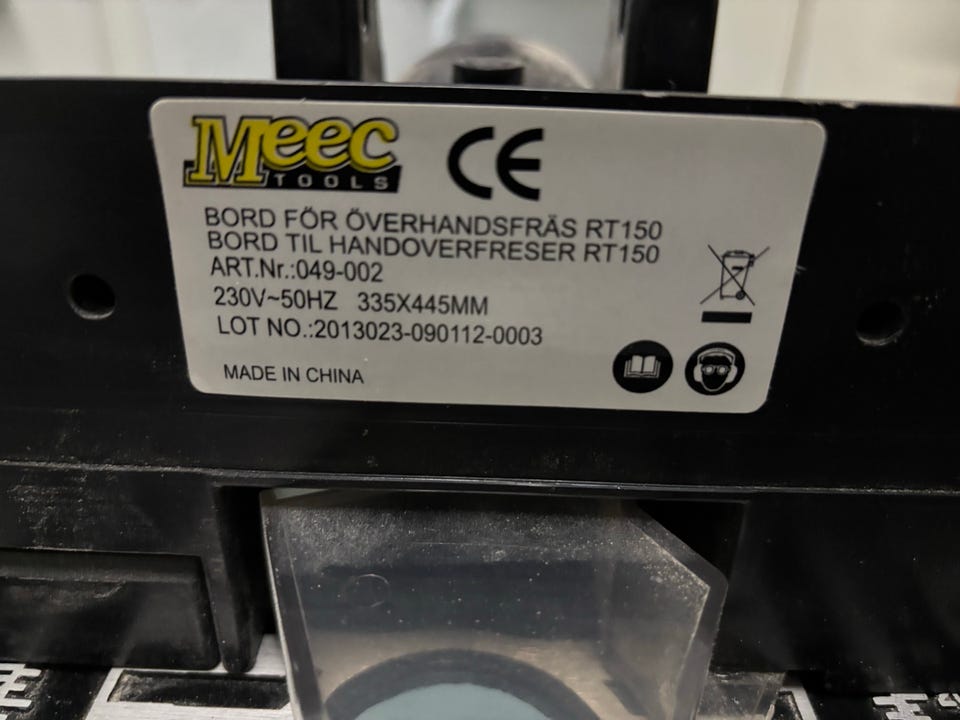 Meec
TOOLS
CE
BORD FÖR ÖVERHANDSFRÄS RT150
BORD TIL HANDOVERFRESER RT150
ART.Nr.:049-002
230V~50HZ 335X445MM
LOT NO.:2013023-090112-0003
MADE IN CHINA